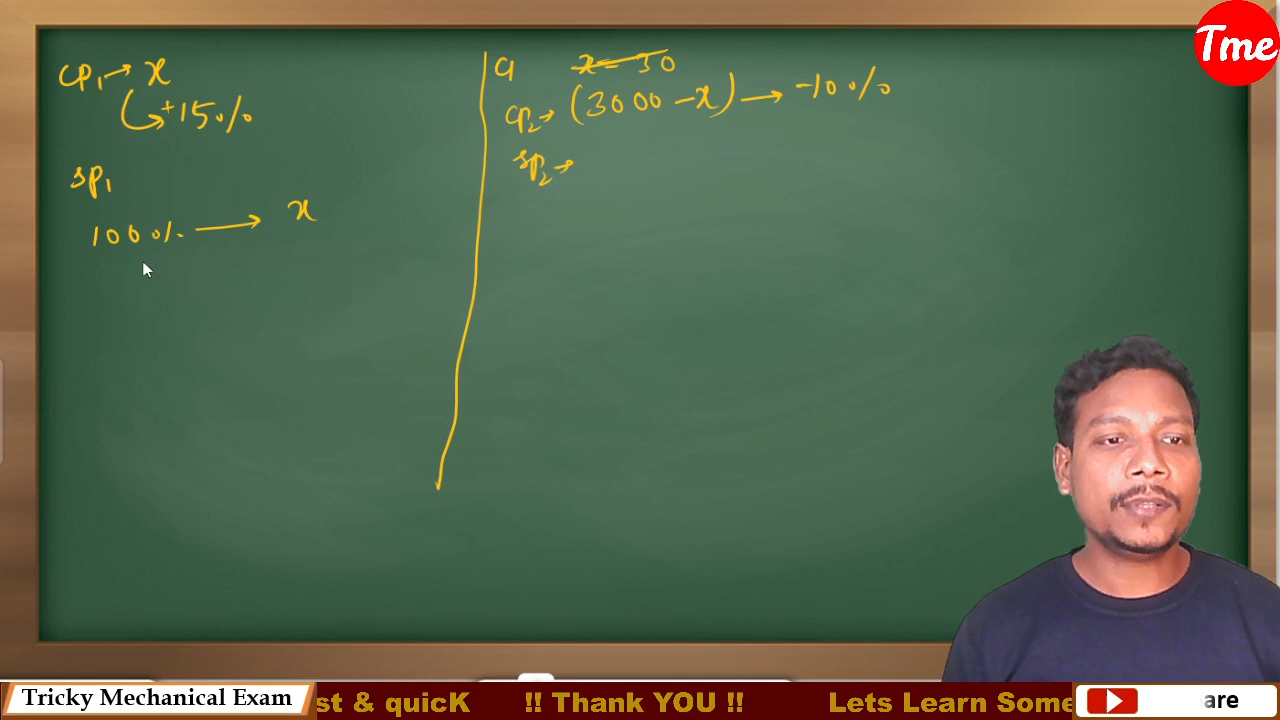 Tme
CP₁ → x
+15%
SP₁
100% → x
x = 30
CP₂ → (3000 - x) → -10%
SP₂ →
Tricky Mechanical Exam
st & quicK !! Thank YOU !! Lets Learn Some
are